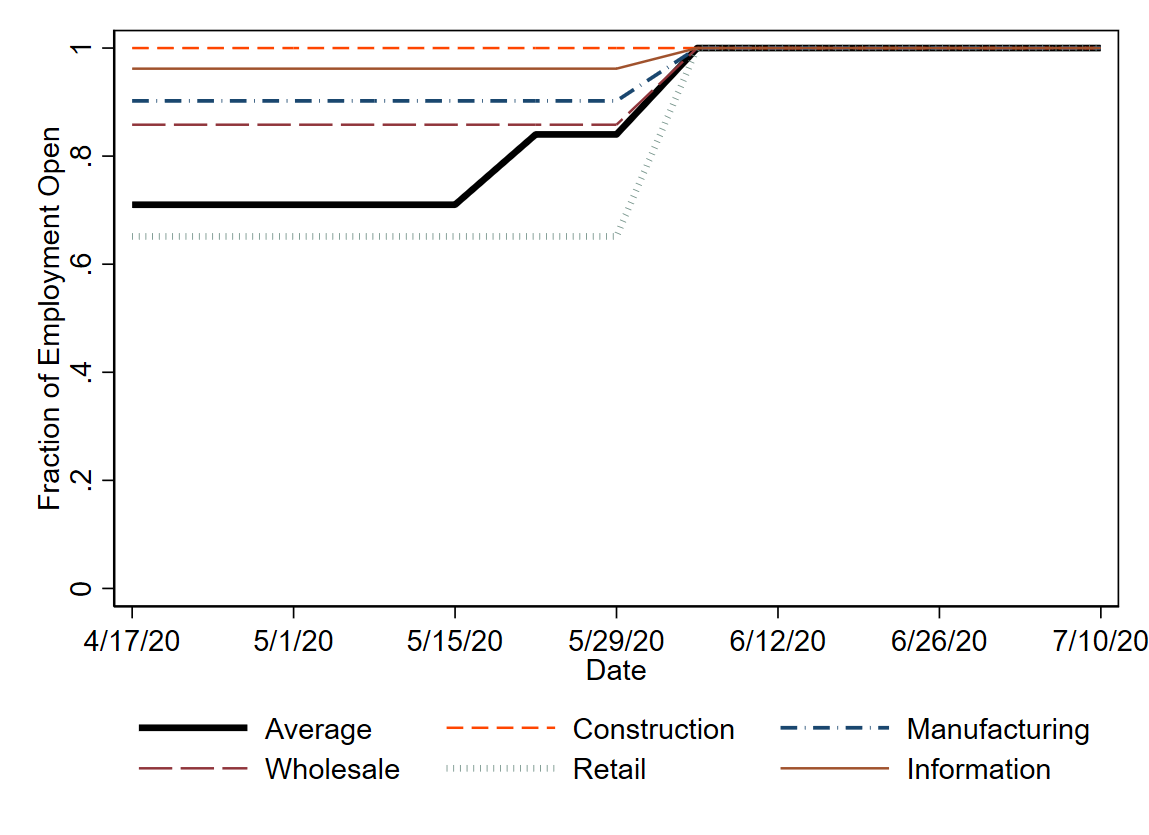 Fraction of Employment Open
1
.8
.6
.4
.2
0
4/17/20 5/1/20 5/15/20 5/29/20 6/12/20 6/26/20 7/10/20
Date
Average Construction Manufacturing
Wholesale Retail Information